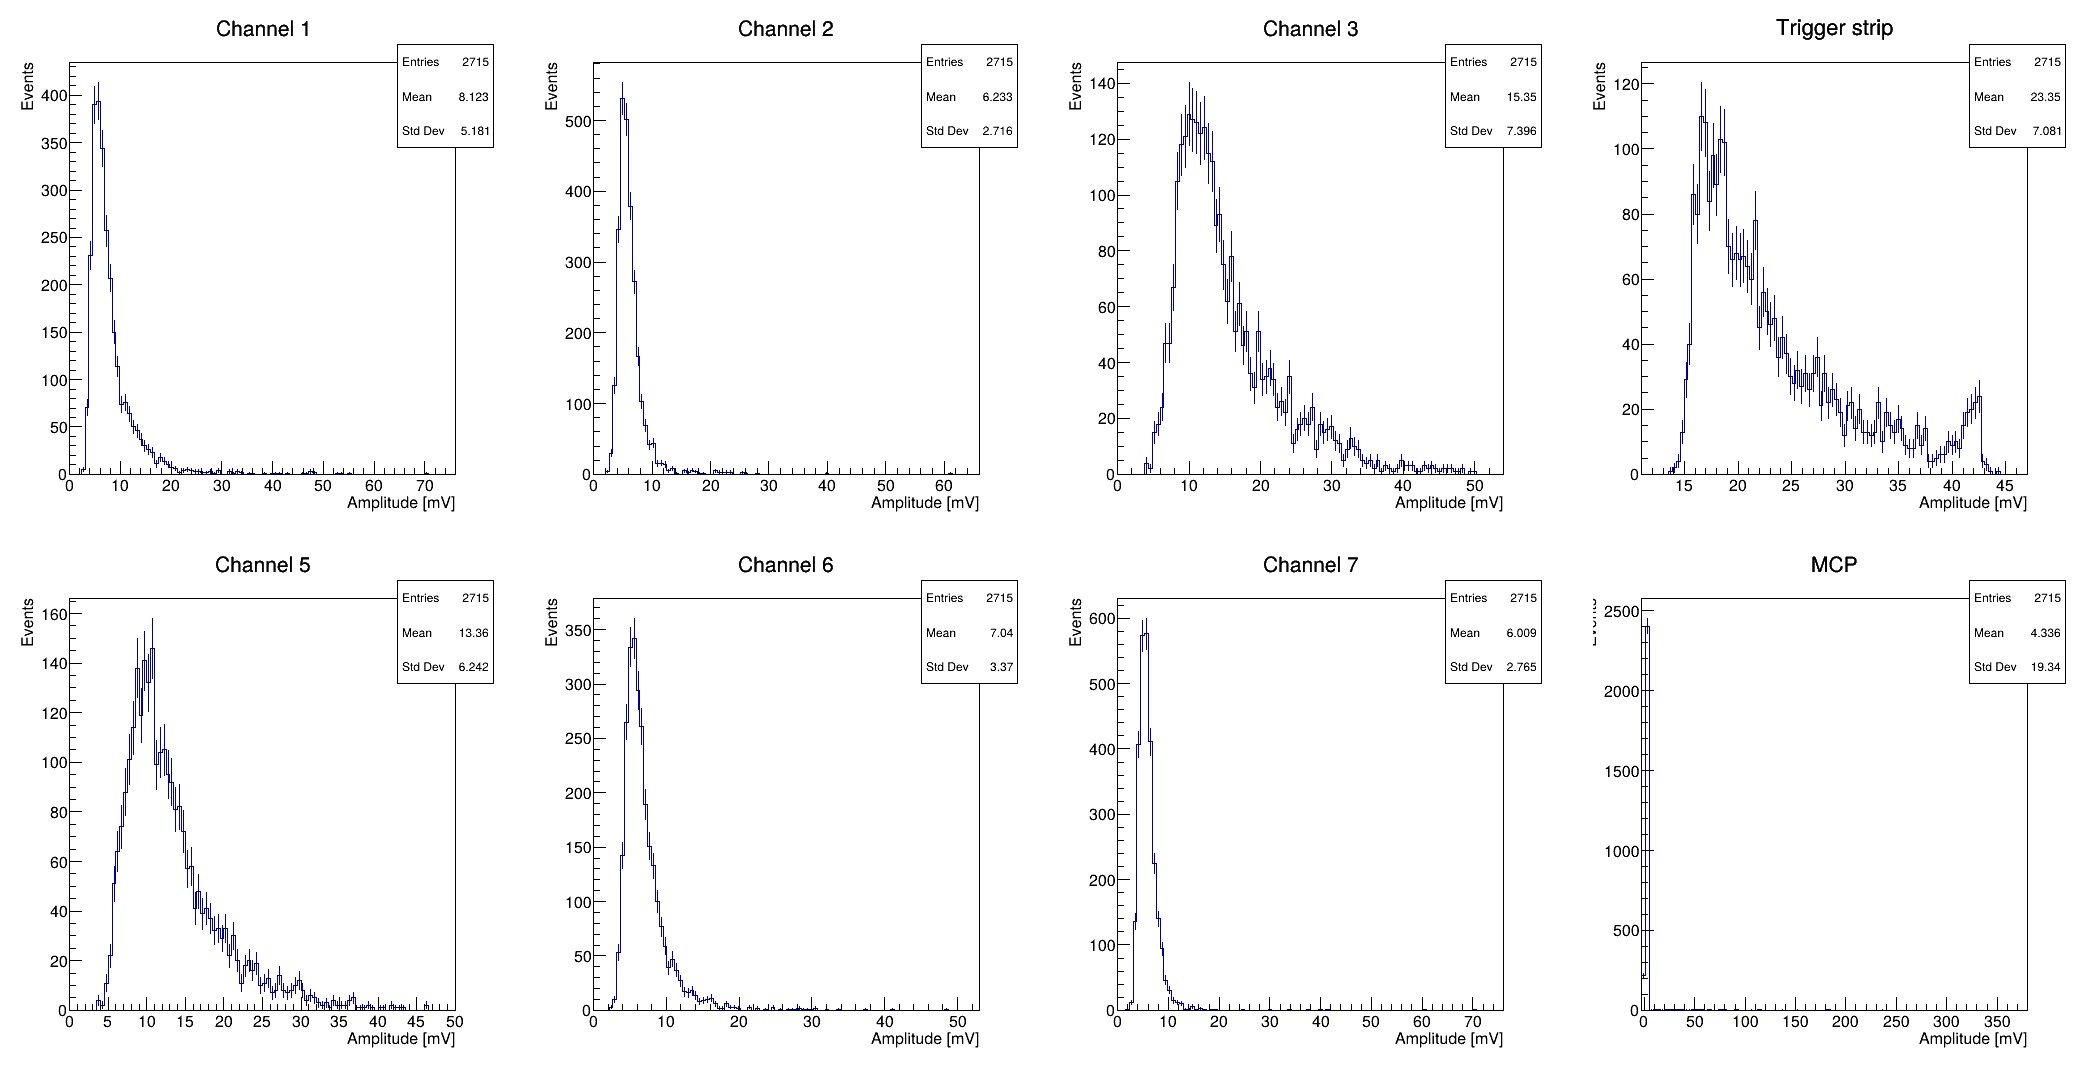 Channel 1
Entries 2715
Mean 8.123
Std Dev 5.181
Events
400
350
300
250
200
150
100
50
0
0 10 20 30 40 50 60 70
Amplitude [mV]
Channel 2
Entries 2715
Mean 6.233
Std Dev 2.716
Events
500
400
300
200
100
0
0 10 20 30 40 50 60
Amplitude [mV]
Channel 3
Entries 2715
Mean 15.35
Std Dev 7.396
Events
140
120
100
80
60
40
20
0
0 10 20 30 40 50
Amplitude [mV]
Trigger strip
Entries 2715
Mean 23.35
Std Dev 7.081
Events
120
100
80
60
40
20
0
15 20 25 30 35 40 45
Amplitude [mV]
Channel 5
Entries 2715
Mean 13.36
Std Dev 6.242
Events
160
140
120
100
80
60
40
20
0
0 5 10 15 20 25 30 35 40 45 50
Amplitude [mV]
Channel 6
Entries 2715
Mean 7.04
Std Dev 3.37
Events
350
300
250
200
150
100
50
0
0 10 20 30 40 50
Amplitude [mV]
Channel 7
Entries 2715
Mean 6.009
Std Dev 2.765
Events
600
500
400
300
200
100
0
0 10 20 30 40 50 60 70
Amplitude [mV]
MCP
Entries 2715
Mean 4.336
Std Dev 19.34
Events
2500
2000
1500
1000
500
0
0 50 100 150 200 250 300 350
Amplitude [mV]